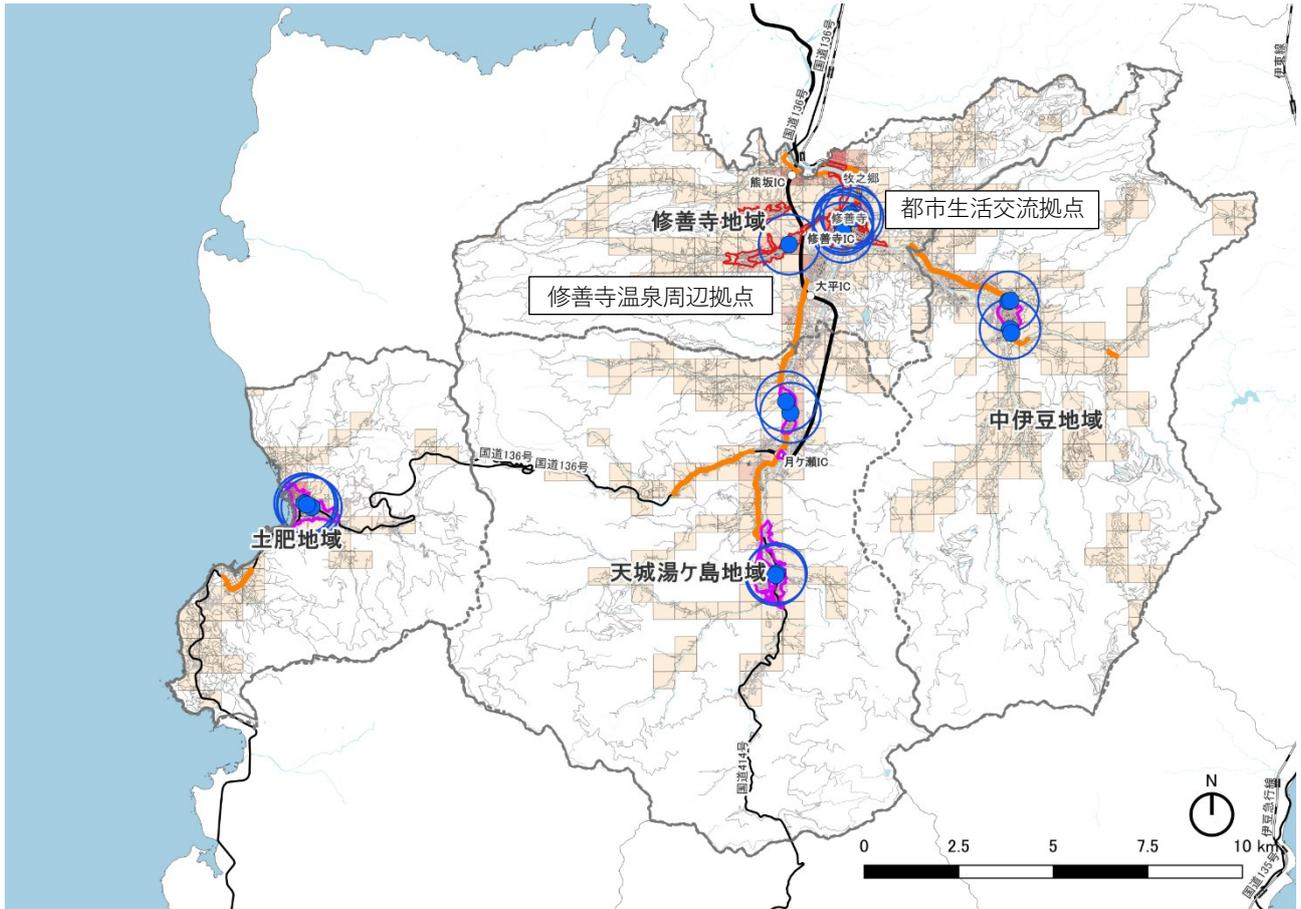 国道136号
伊東線
国道136号
熊坂IC
牧之郷
修善寺地域
修善寺
都市生活交流拠点
修善寺IC
修善寺温泉周辺拠点
大平IC
中伊豆地域
国道136号
国道136号
月ケ瀬IC
土肥地域
天城湯ケ島地域
国道414号
N
0 2.5 5 7.5 10 km
伊豆急行線
国道135号